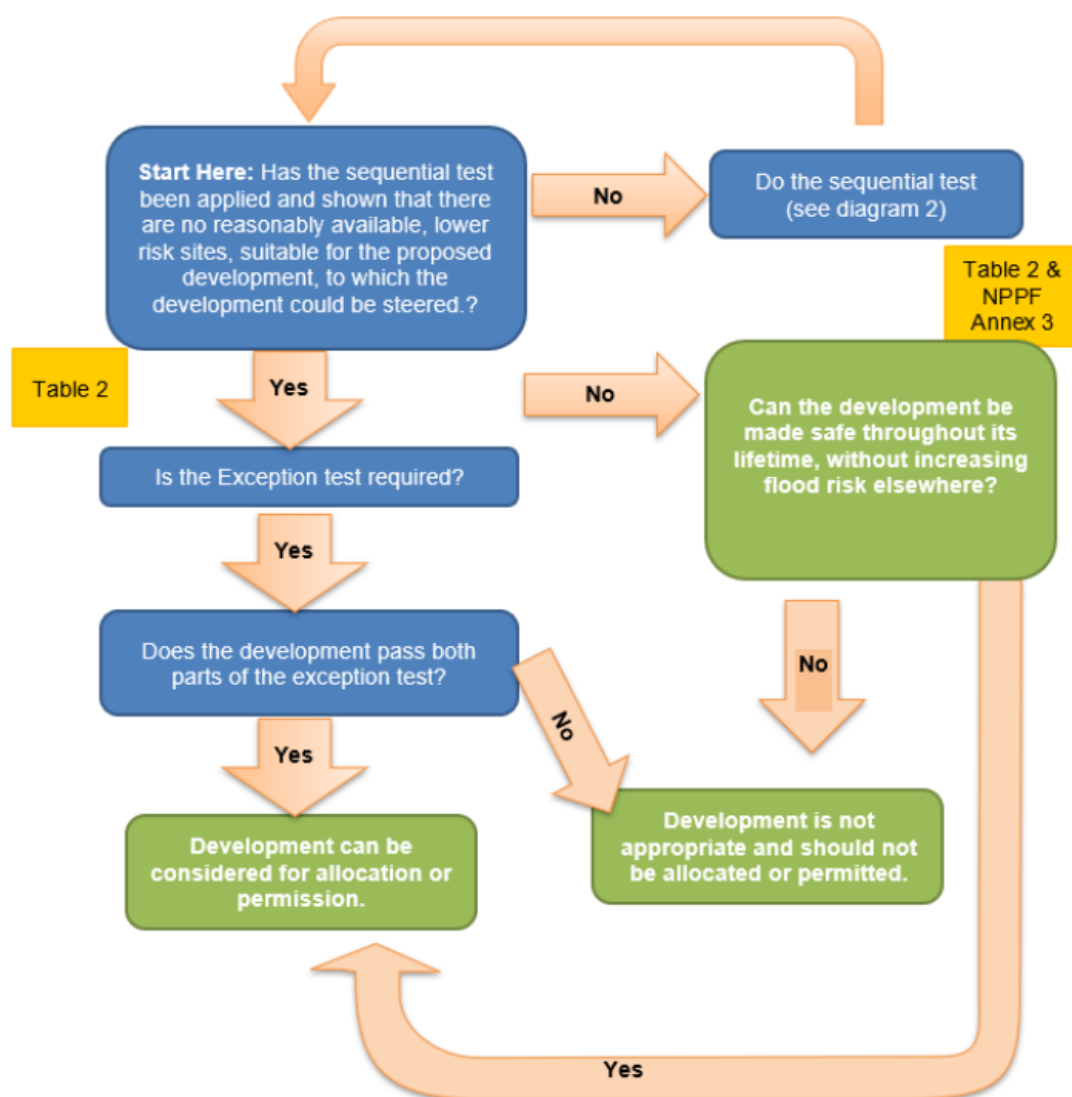 Start Here: Has the sequential test
been applied and shown that there
are no reasonably available, lower
risk sites, suitable for the proposed
development, to which the
development could be steered.?
No
Do the sequential test
(see diagram 2)
Table 2 &
NPPF
Annex 3
Table 2
Yes
No
Can the development be
made safe throughout its
lifetime, without increasing
flood risk elsewhere?
Is the Exception test required?
Yes
Does the development pass both
parts of the exception test?
No
No
Yes
Development can be
considered for allocation or
permission.
Development is not
appropriate and should not
be allocated or permitted.
Yes